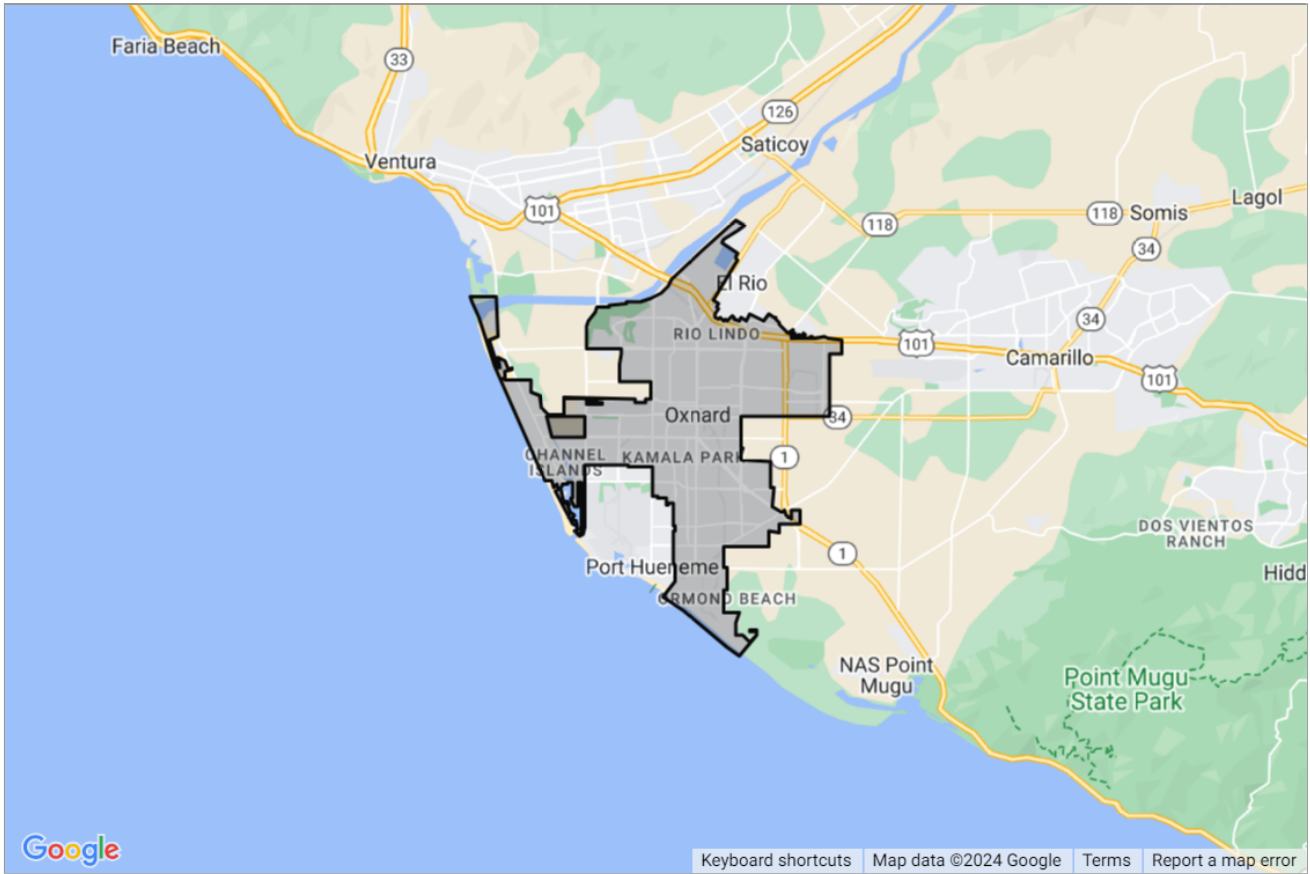 Faria Beach
33
126
Saticoy
Ventura
Lagol
101
118
118
Somis
34
El Rio
34
RIO LINDO
101
Camarillo
101
Oxnard
34
CHANNEL
ISLANDS
KAMALA PARK
1
DOS VIENTOS
RANCH
1
Port Hueneme
Hidd
ORMOND BEACH
NAS Point
Mugu
Point Mugu
State Park
Google
Keyboard shortcuts
Map data ©2024 Google
Terms
Report a map error